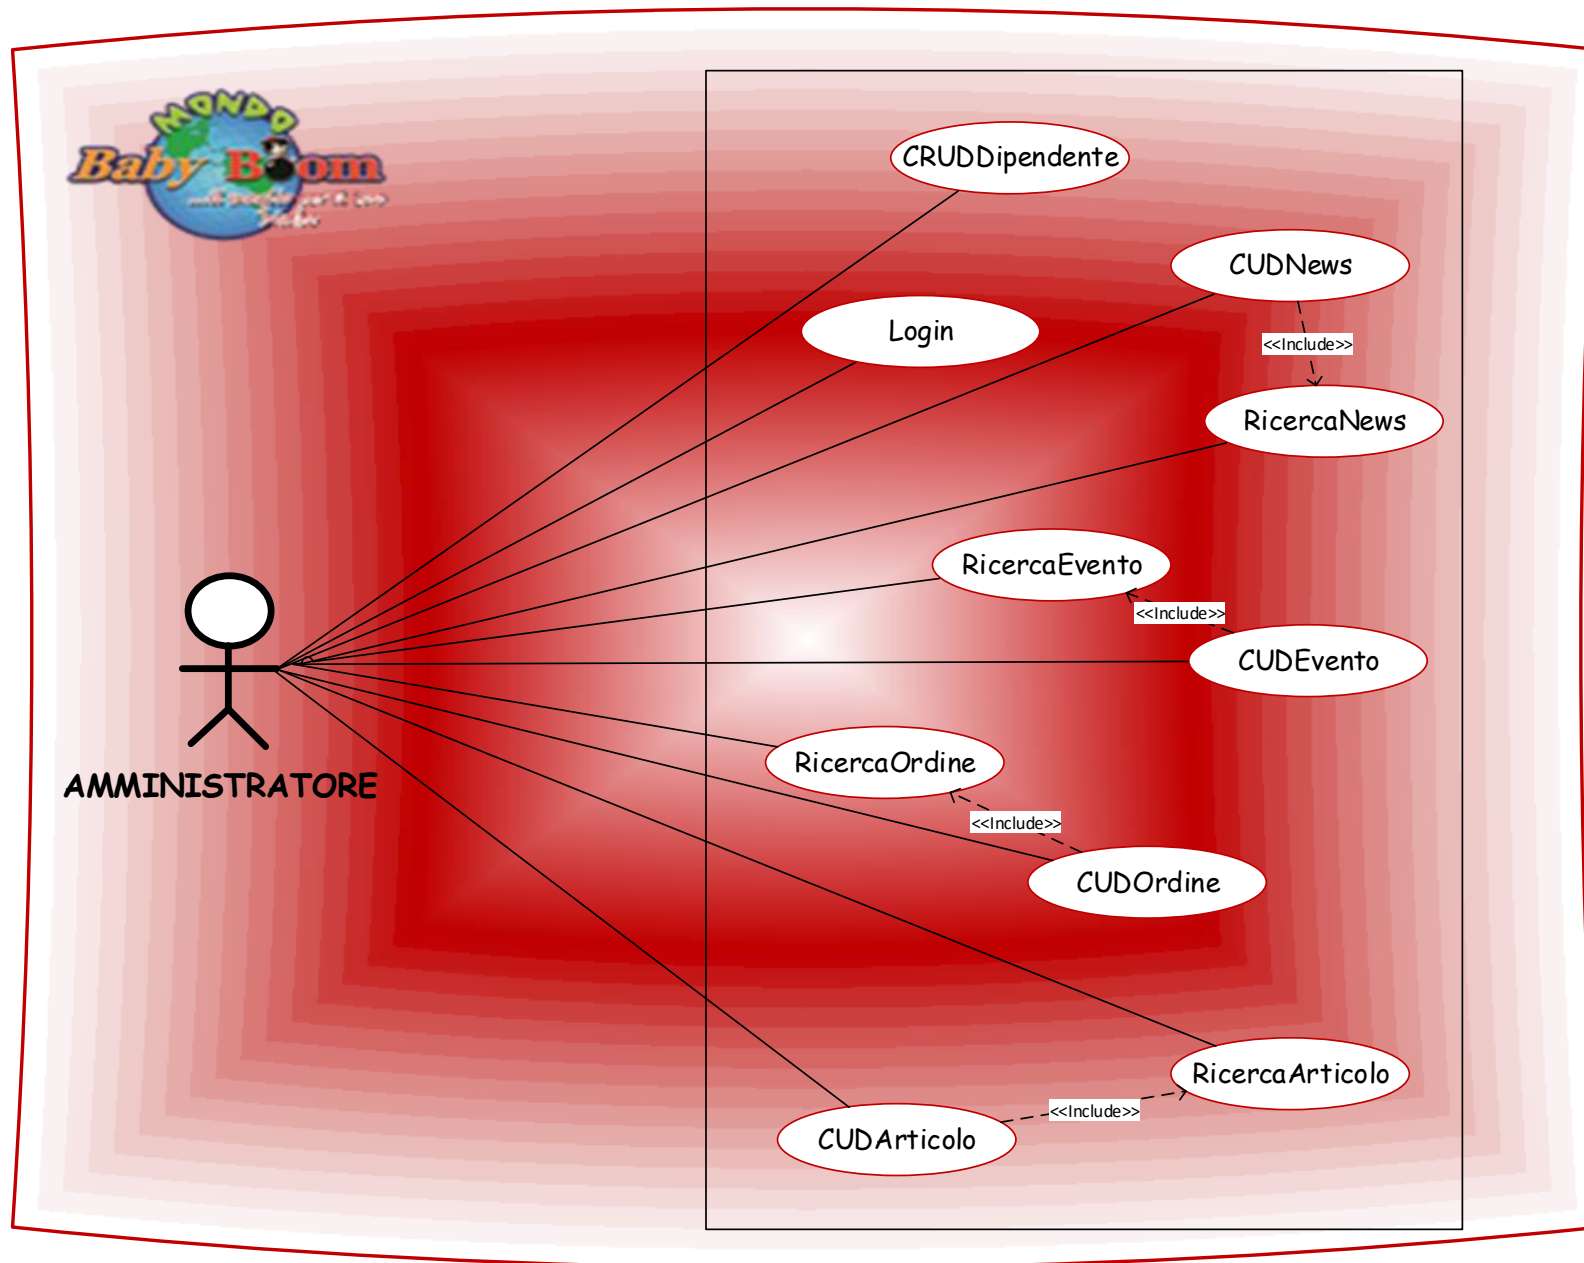 MONDO
Baby Boom
CRUDDipendente
CUDNews
Login
<<Include>>
RicercaNews
RicercaEvento
<<Include>>
CUDEvento
RicercaOrdine
AMMINISTRATORE
<<Include>>
CUDOrdine
RicercaArticolo
<<Include>>
CUDArticolo